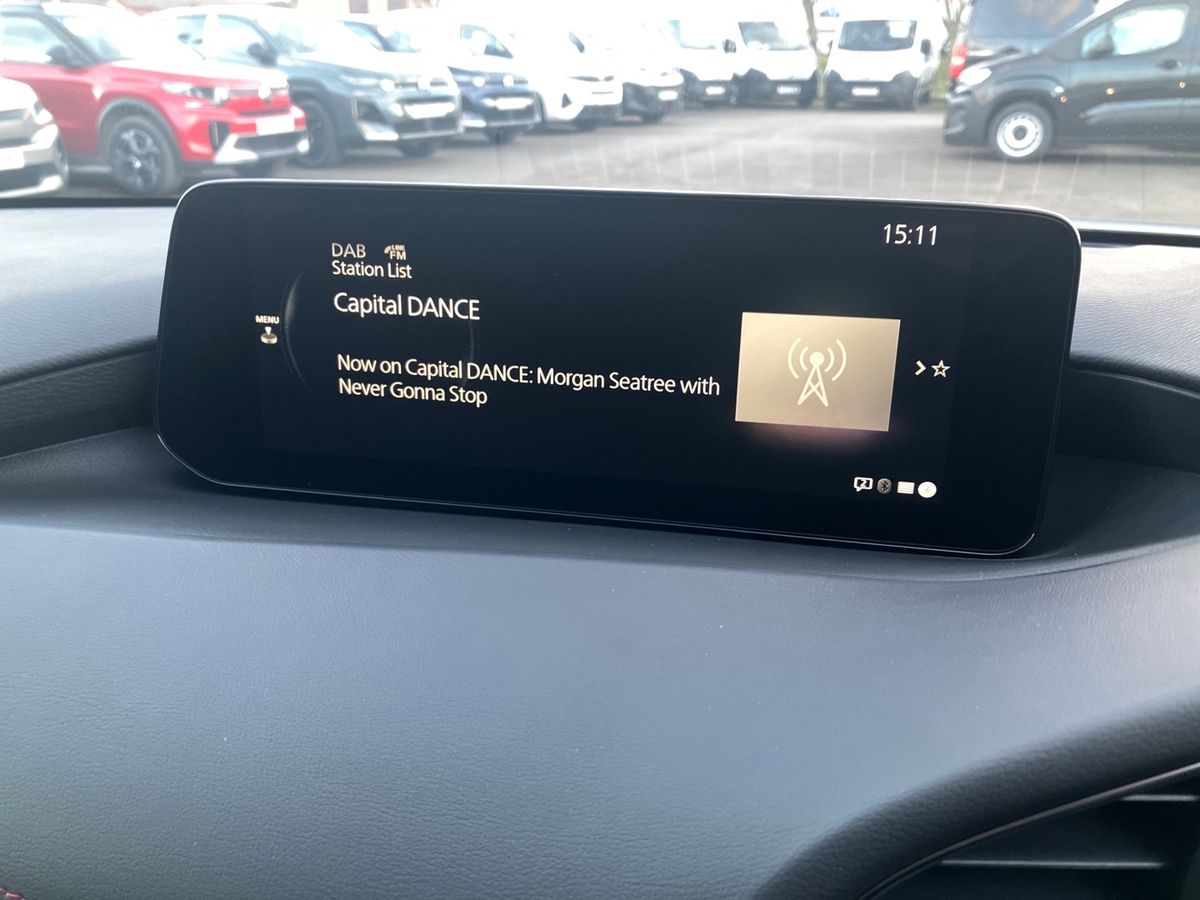 DAB LINK FM
15:11
Station List
Capital DANCE
MENU
Now on Capital DANCE: Morgan Seatree with
Never Gonna Stop